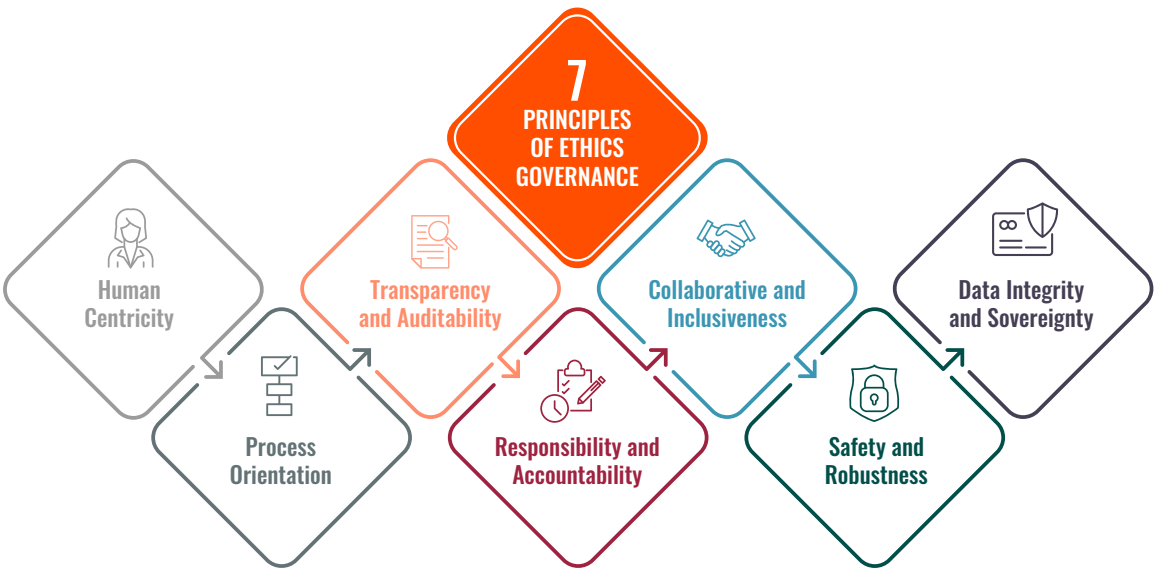 7
PRINCIPLES
OF ETHICS
GOVERNANCE
Human
Centricity
Process
Orientation
Transparency
and Auditability
Responsibility and
Accountability
Collaborative and
Inclusiveness
Safety and
Robustness
Data Integrity
and Sovereignty